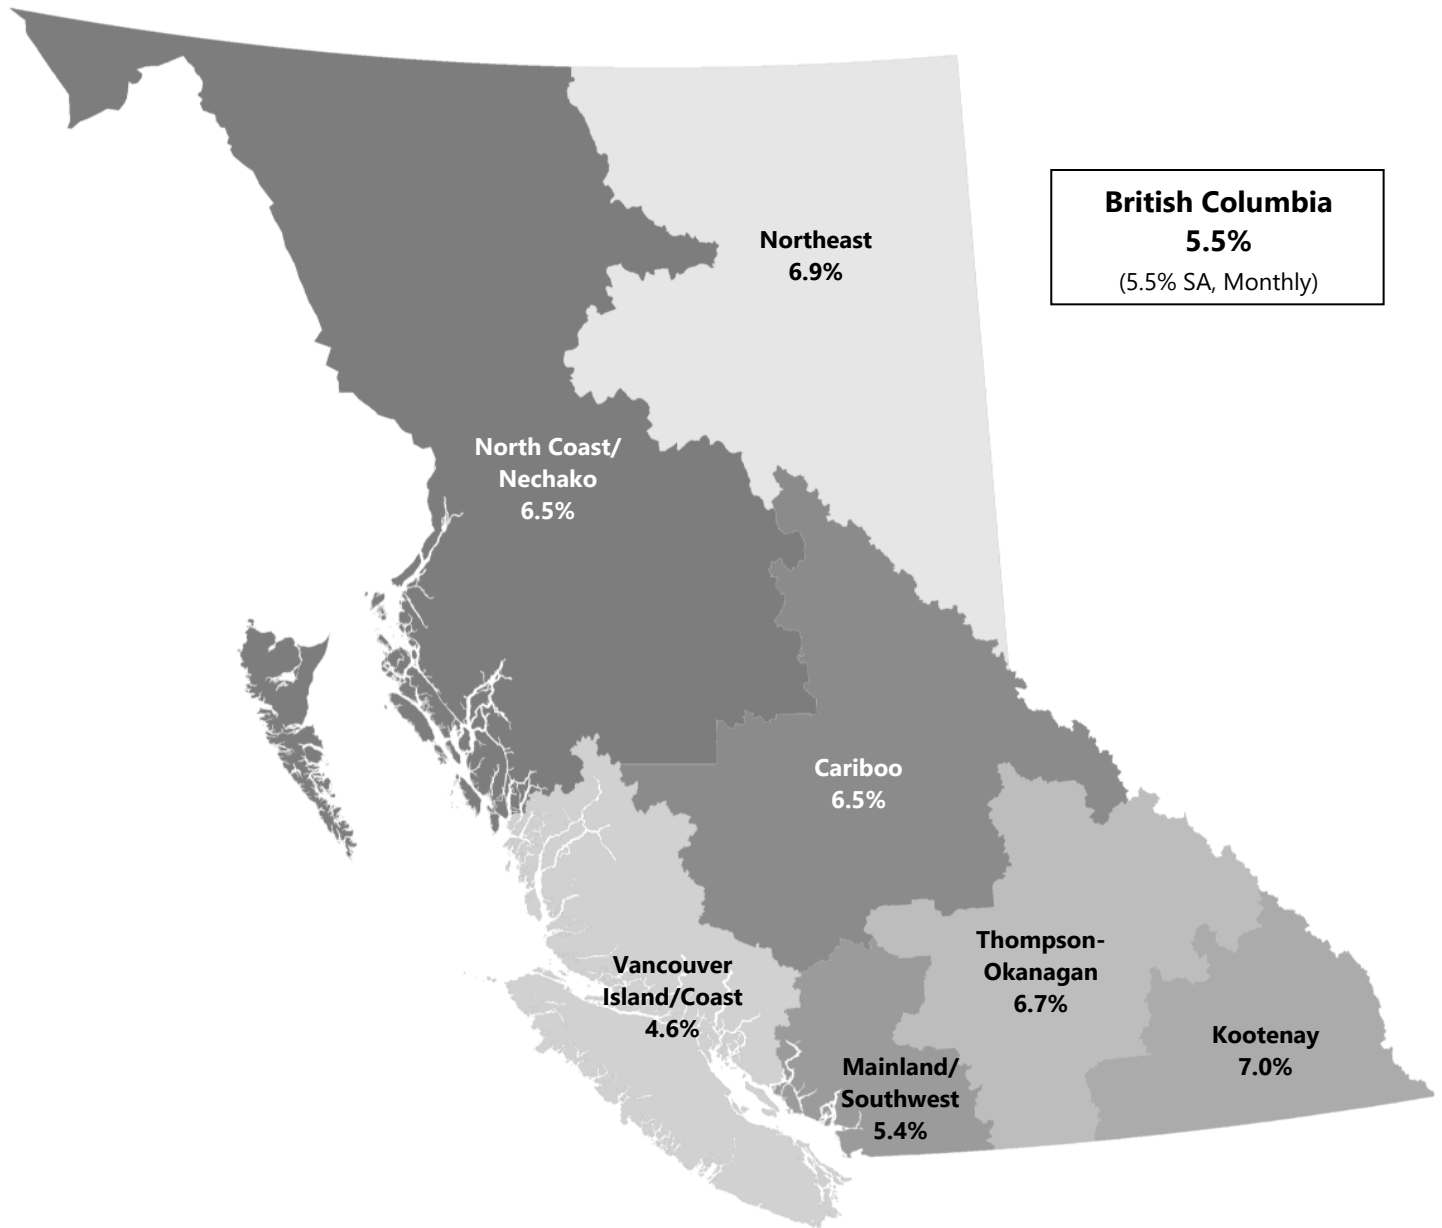 British Columbia
5.5%
(5.5% SA, Monthly)
Northeast
6.9%
North Coast/
Nechako
6.5%
Cariboo
6.5%
Thompson-
Okanagan
6.7%
Vancouver
Island/Coast
4.6%
Kootenay
7.0%
Mainland/
Southwest
5.4%